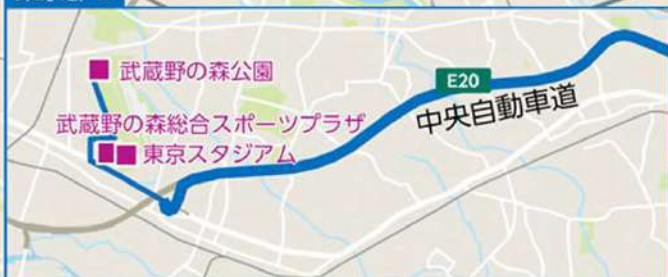 武蔵野の森公園
E20
中央自動車道
武蔵野の森総合スポーツプラザ
東京スタジアム